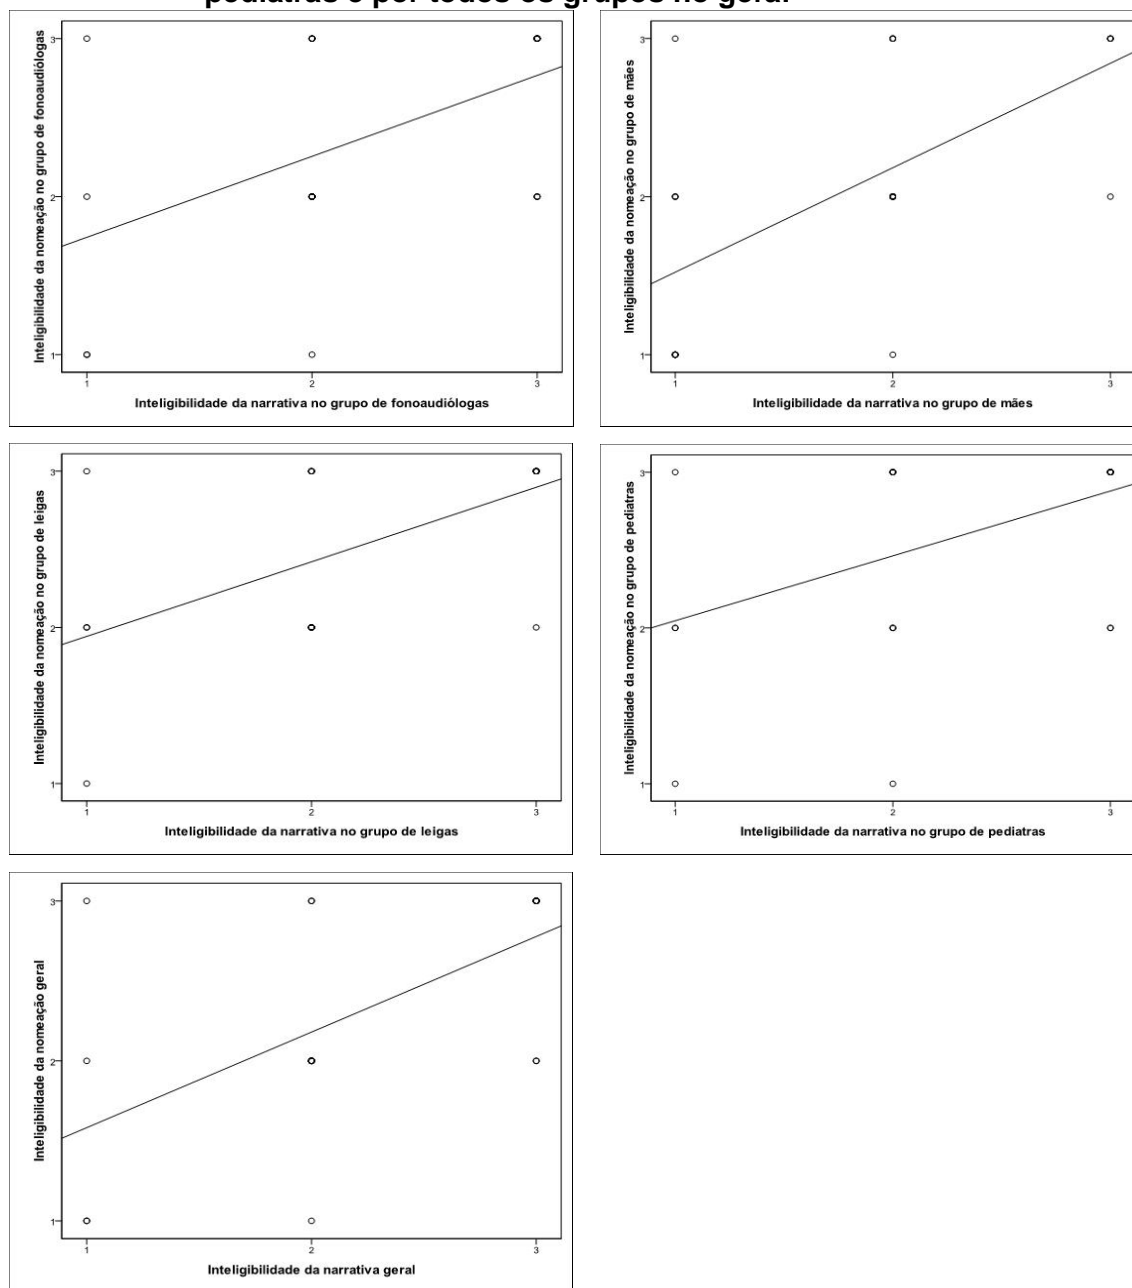 pediatras e por todos os grupos no geral
Inteligibilidade da nomeação no grupo de fonoaudiólogas
3
2
1
1 2 3
Inteligibilidade da narrativa no grupo de fonoaudiólogas
Inteligibilidade da nomeação no grupo de mães
3
2
1
1 2 3
Inteligibilidade da narrativa no grupo de mães
Inteligibilidade da nomeação no grupo de leigas
3
2
1
1 2 3
Inteligibilidade da narrativa no grupo de leigas
Inteligibilidade da nomeação no grupo de pediatras
3
2
1
1 2 3
Inteligibilidade da narrativa no grupo de pediatras
Inteligibilidade da nomeação geral
3
2
1
1 2 3
Inteligibilidade da narrativa geral